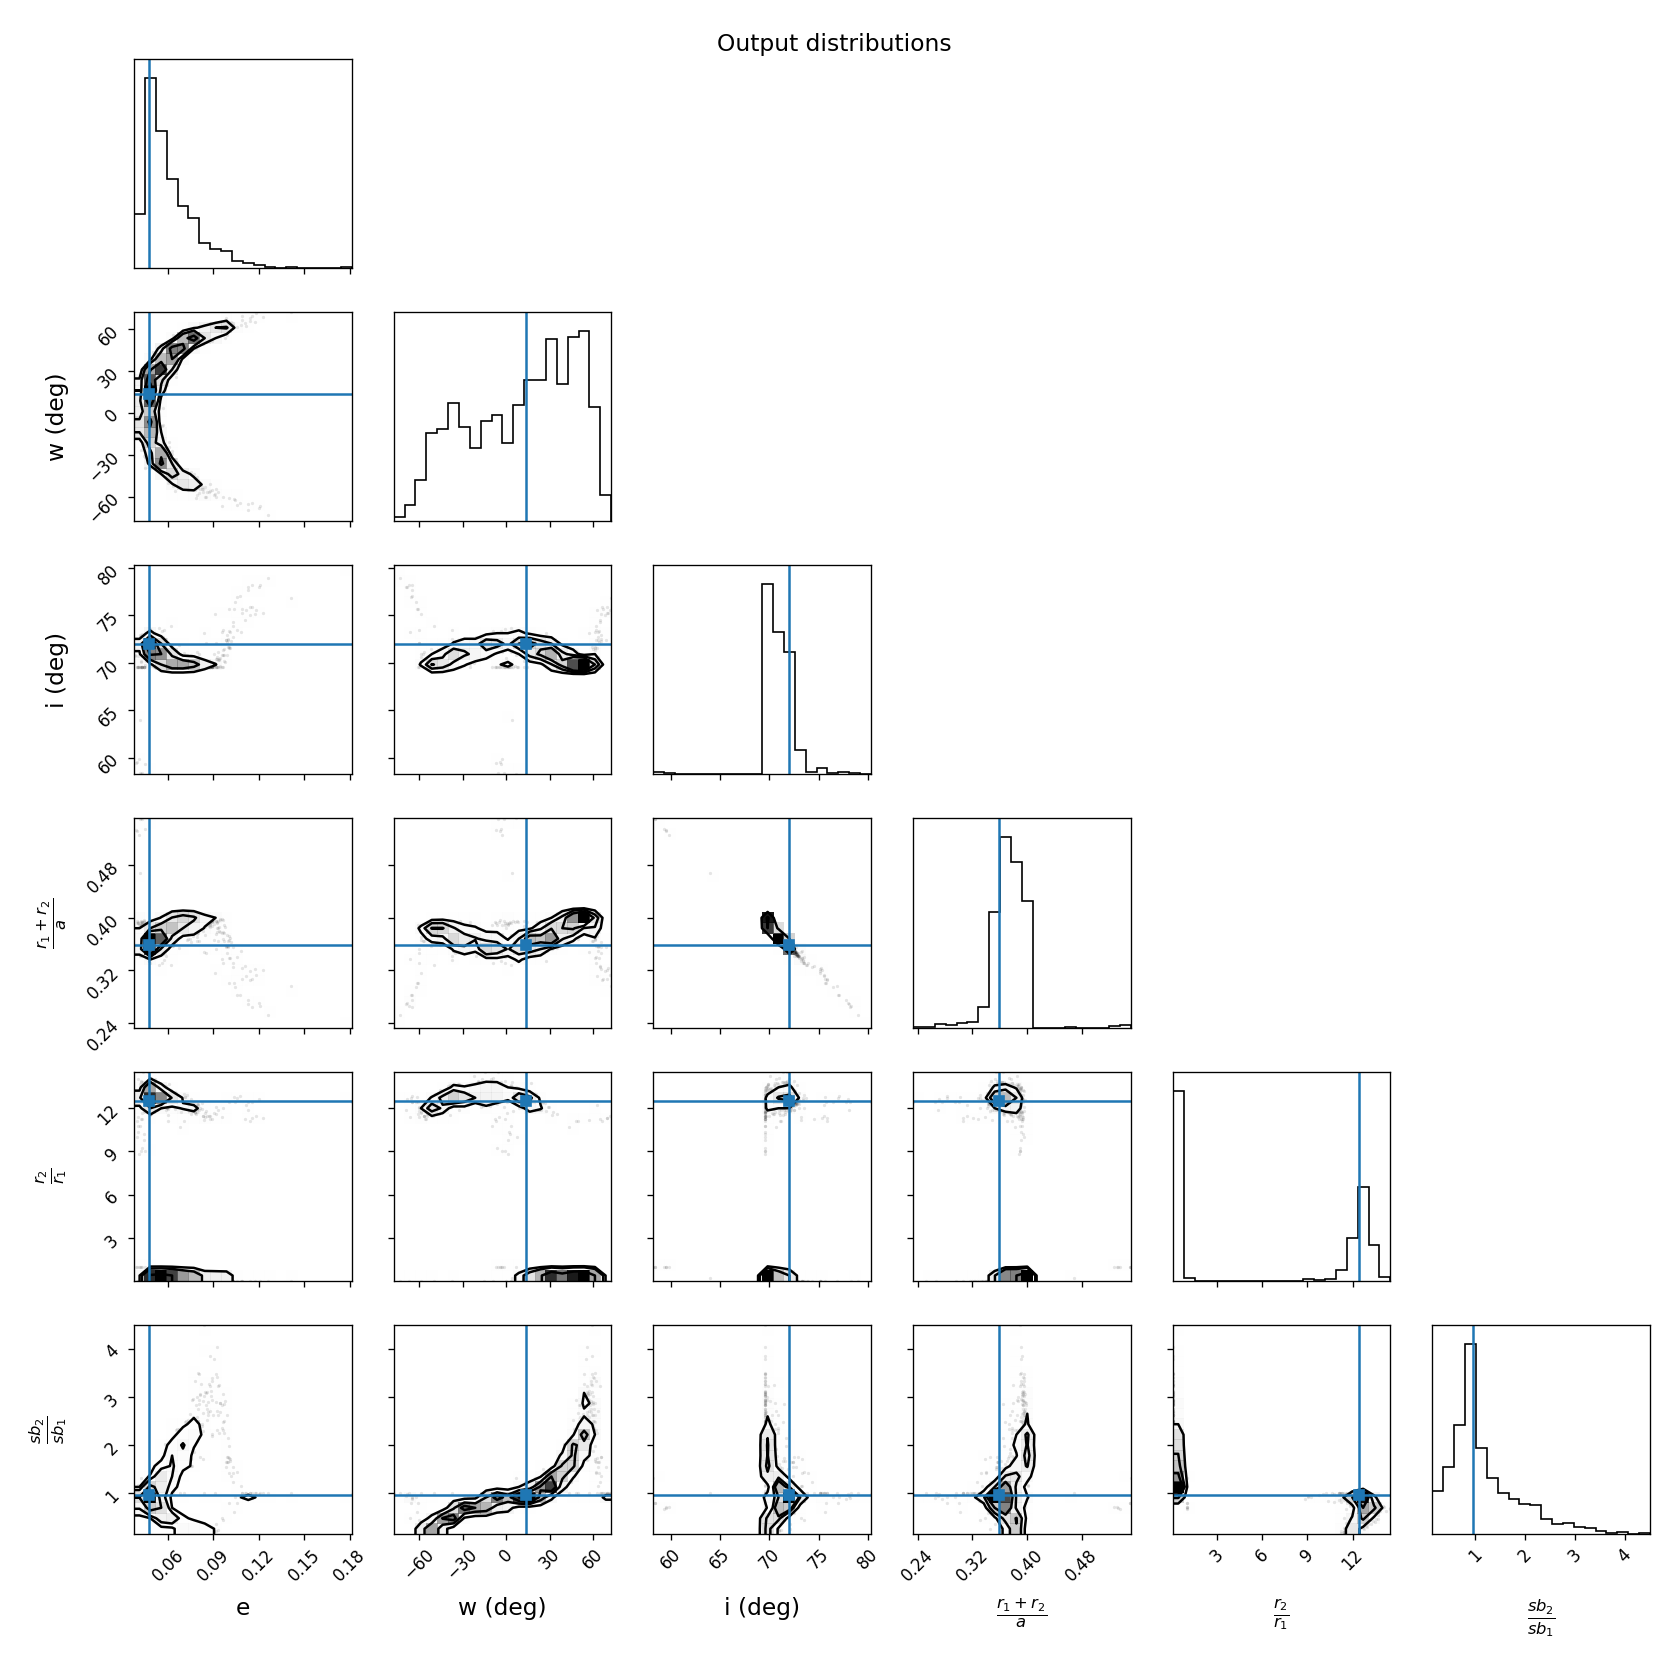 Output distributions
w (deg)
60
30
0
−30
−60
i (deg)
80
75
70
65
60
r₁ + r₂
a
0.48
0.40
0.32
0.24
r₂
r₁
12
9
6
3
sb₂
sb₁
4
3
2
1
0.06 0.09 0.12 0.15 0.18 −60 −30 0 30 60 60 65 70 75 80 0.24 0.32 0.40 0.48 3 6 9 12 1 2 3 4
e w (deg) i (deg) r₁ + r₂ r₂ sb₂
a r₁ sb₁